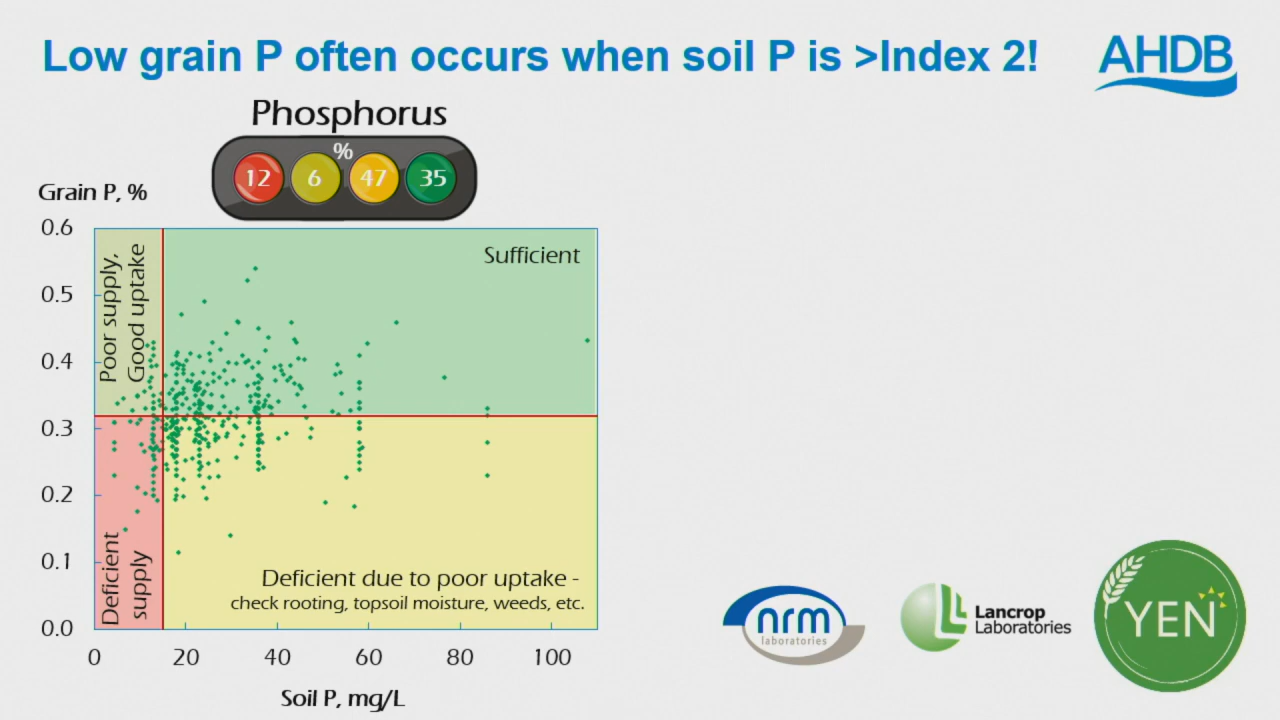 Low grain P often occurs when soil P is >Index 2!
AHDB
Phosphorus
%
12 6 47 35
Grain P, %
0.6
0.5
0.4
0.3
0.2
0.1
0.0
Poor supply,
Good uptake
Sufficient
Deficient
supply
Deficient due to poor uptake -
check rooting, topsoil moisture, weeds, etc.
0 20 40 60 80 100
Soil P, mg/L
nrm
laboratories
Lancrop
Laboratories
YEN